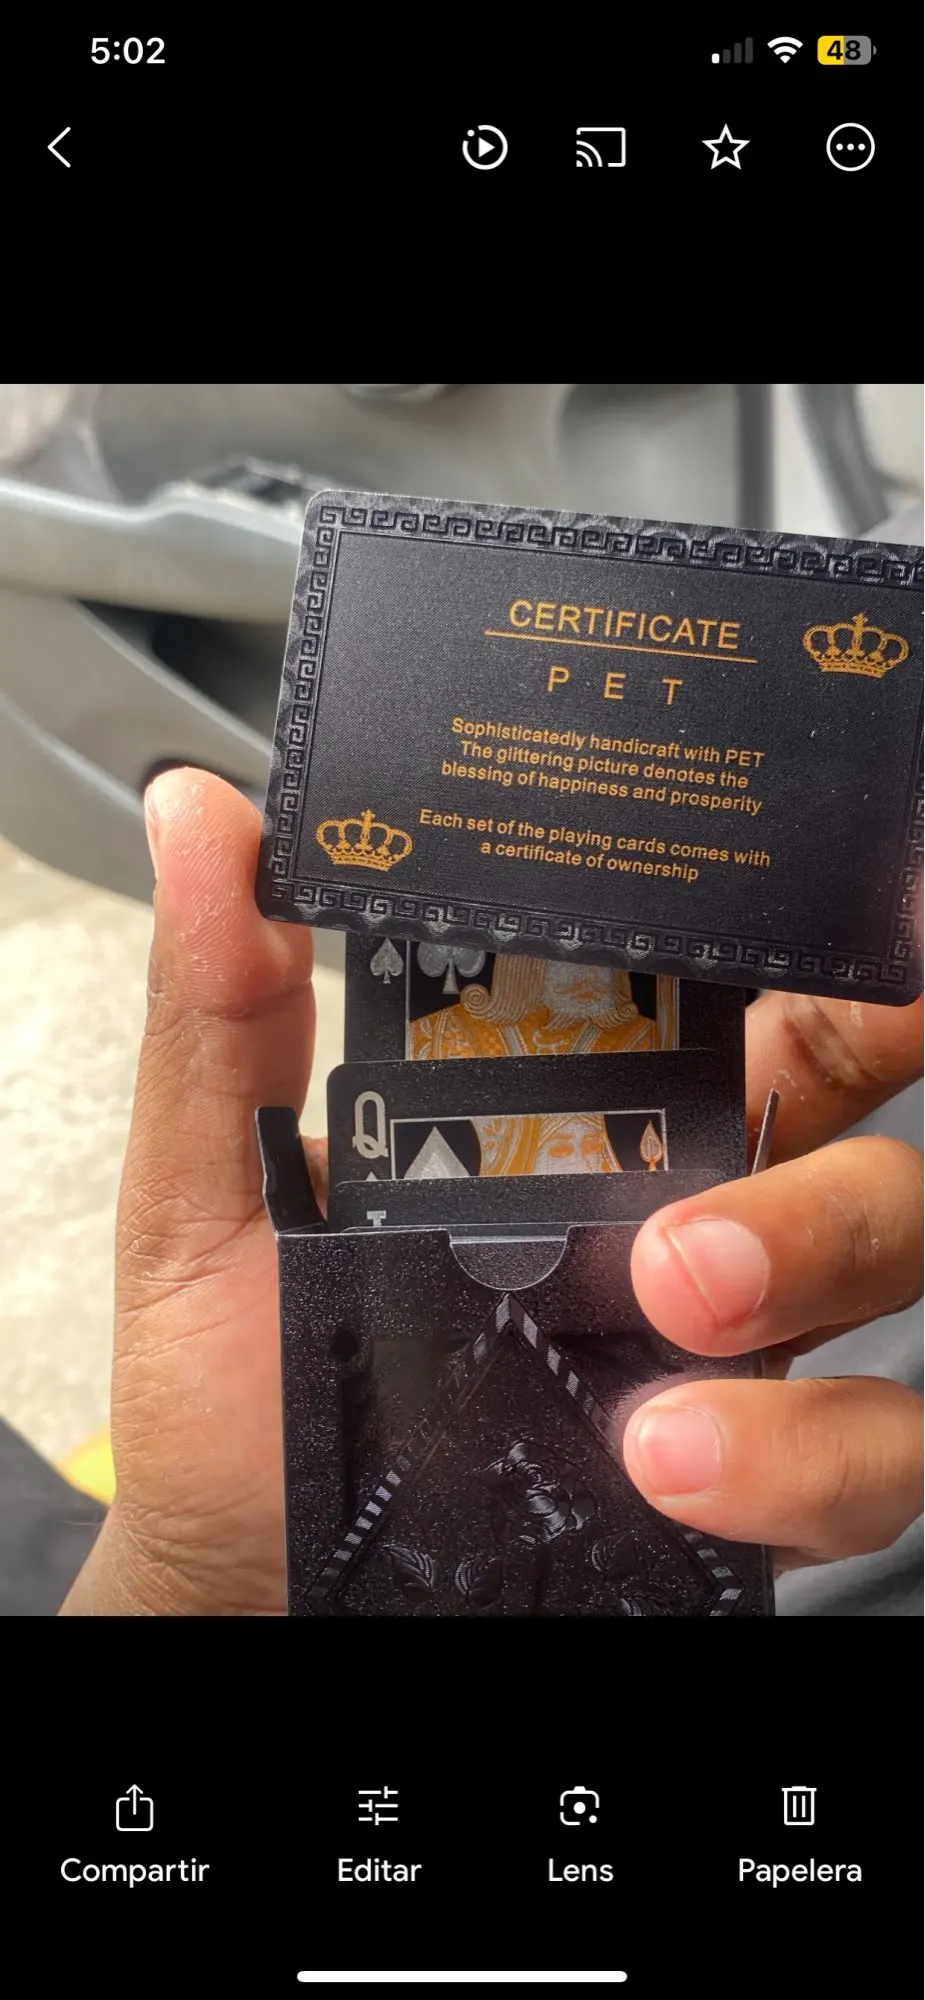 5:02
48
CERTIFICATE
PET
Sophisticatedly handicraft with PET
The glittering picture denotes the
blessing of happiness and prosperity
Each set of the playing cards comes with
a certificate of ownership
Q
Compartir
Editar
Lens
Papelera